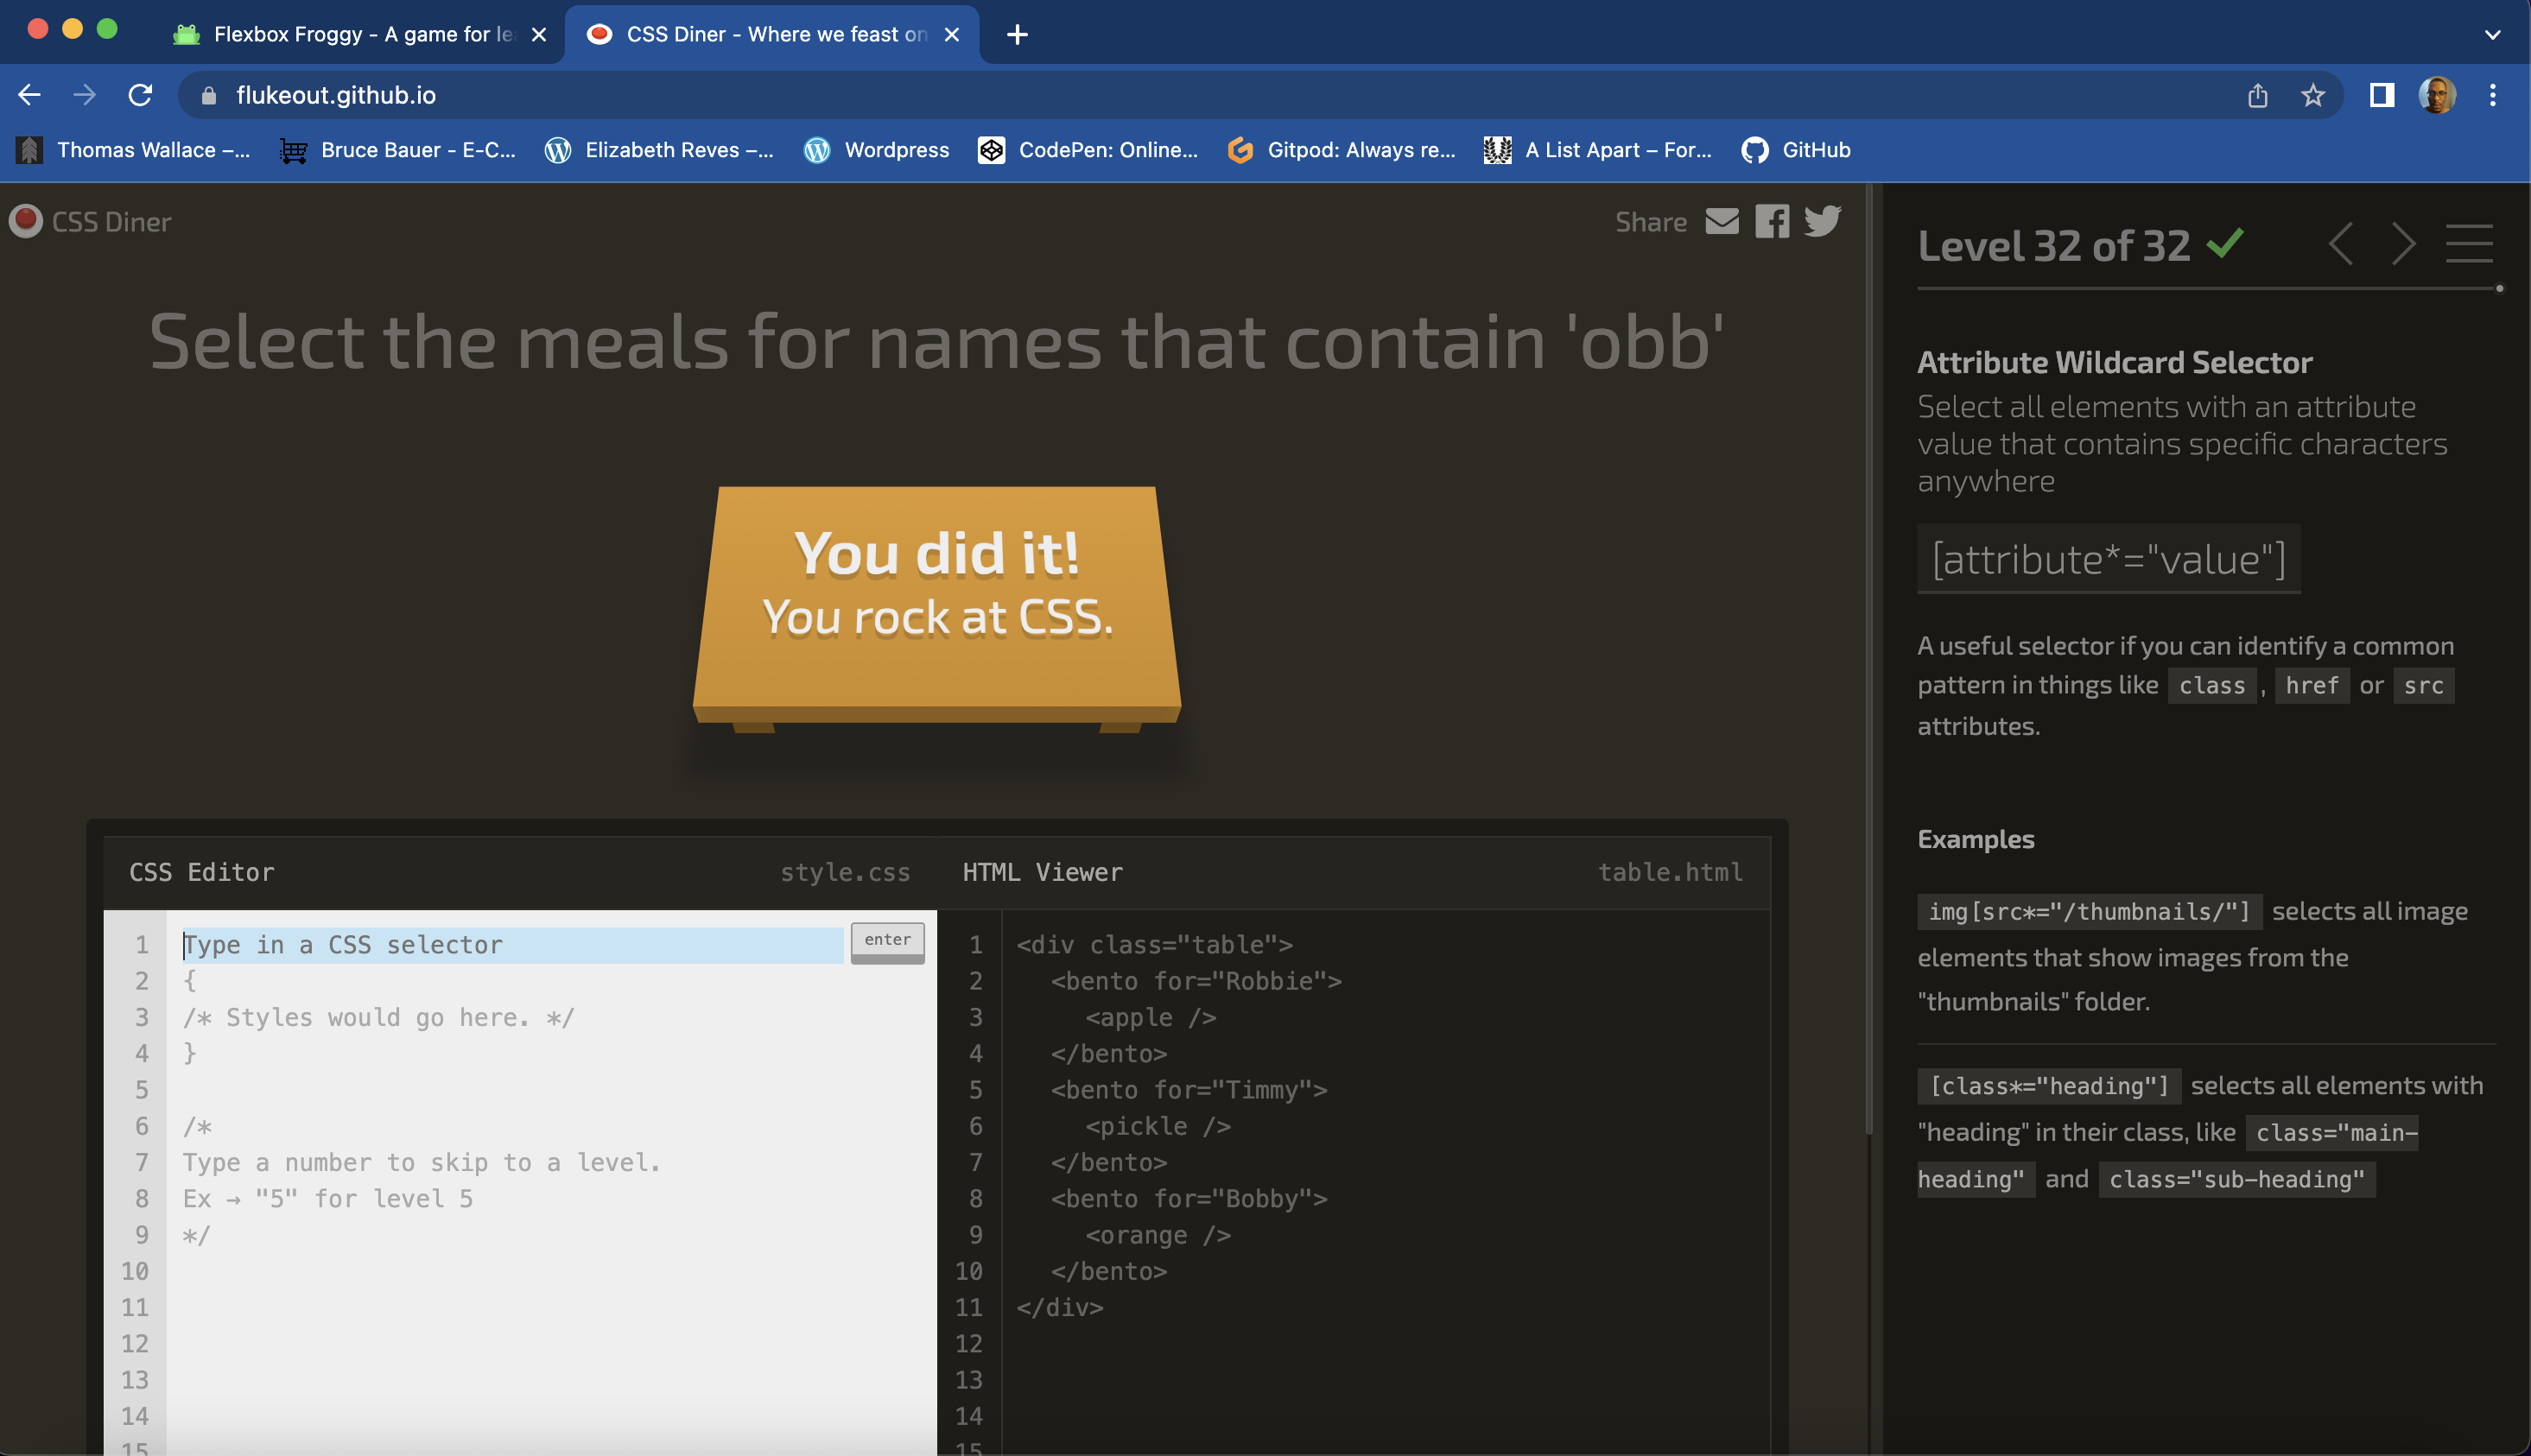 Flexbox Froggy - A game for le
CSS Diner - Where we feast on
flukeout.github.io
Thomas Wallace –...
Bruce Bauer - E-C...
Elizabeth Reves –...
Wordpress
CodePen: Online...
Gitpod: Always re...
A List Apart – For...
GitHub
CSS Diner
Share
Select the meals for names that contain 'obb'
You did it!
You rock at CSS.
CSS Editor
style.css
1 Type in a CSS selector
enter
2 {
3 /* Styles would go here. */
4 }
5
6 /*
7 Type a number to skip to a level.
8 Ex → "5" for level 5
9 */
10
11
12
13
14
15
HTML Viewer
table.html
1 <div class="table">
2 <bento for="Robbie">
3 <apple />
4 </bento>
5 <bento for="Timmy">
6 <pickle />
7 </bento>
8 <bento for="Bobby">
9 <orange />
10 </bento>
11 </div>
12
13
14
15
Level 32 of 32
Attribute Wildcard Selector
Select all elements with an attribute
value that contains specific characters
anywhere
[attribute*="value"]
A useful selector if you can identify a common
pattern in things like class , href or src
attributes.
Examples
img[src*="/thumbnails/"] selects all image
elements that show images from the
"thumbnails" folder.
[class*="heading"] selects all elements with
"heading" in their class, like class="main-
heading" and class="sub-heading"